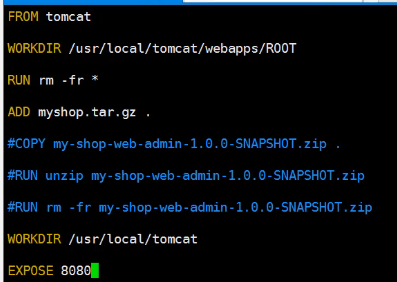 FROM tomcat
WORKDIR /usr/local/tomcat/webapps/ROOT
RUN rm -fr *
ADD myshop.tar.gz .
#COPY my-shop-web-admin-1.0.0-SNAPSHOT.zip .
#RUN unzip my-shop-web-admin-1.0.0-SNAPSHOT.zip
#RUN rm -fr my-shop-web-admin-1.0.0-SNAPSHOT.zip
WORKDIR /usr/local/tomcat
EXPOSE 8080